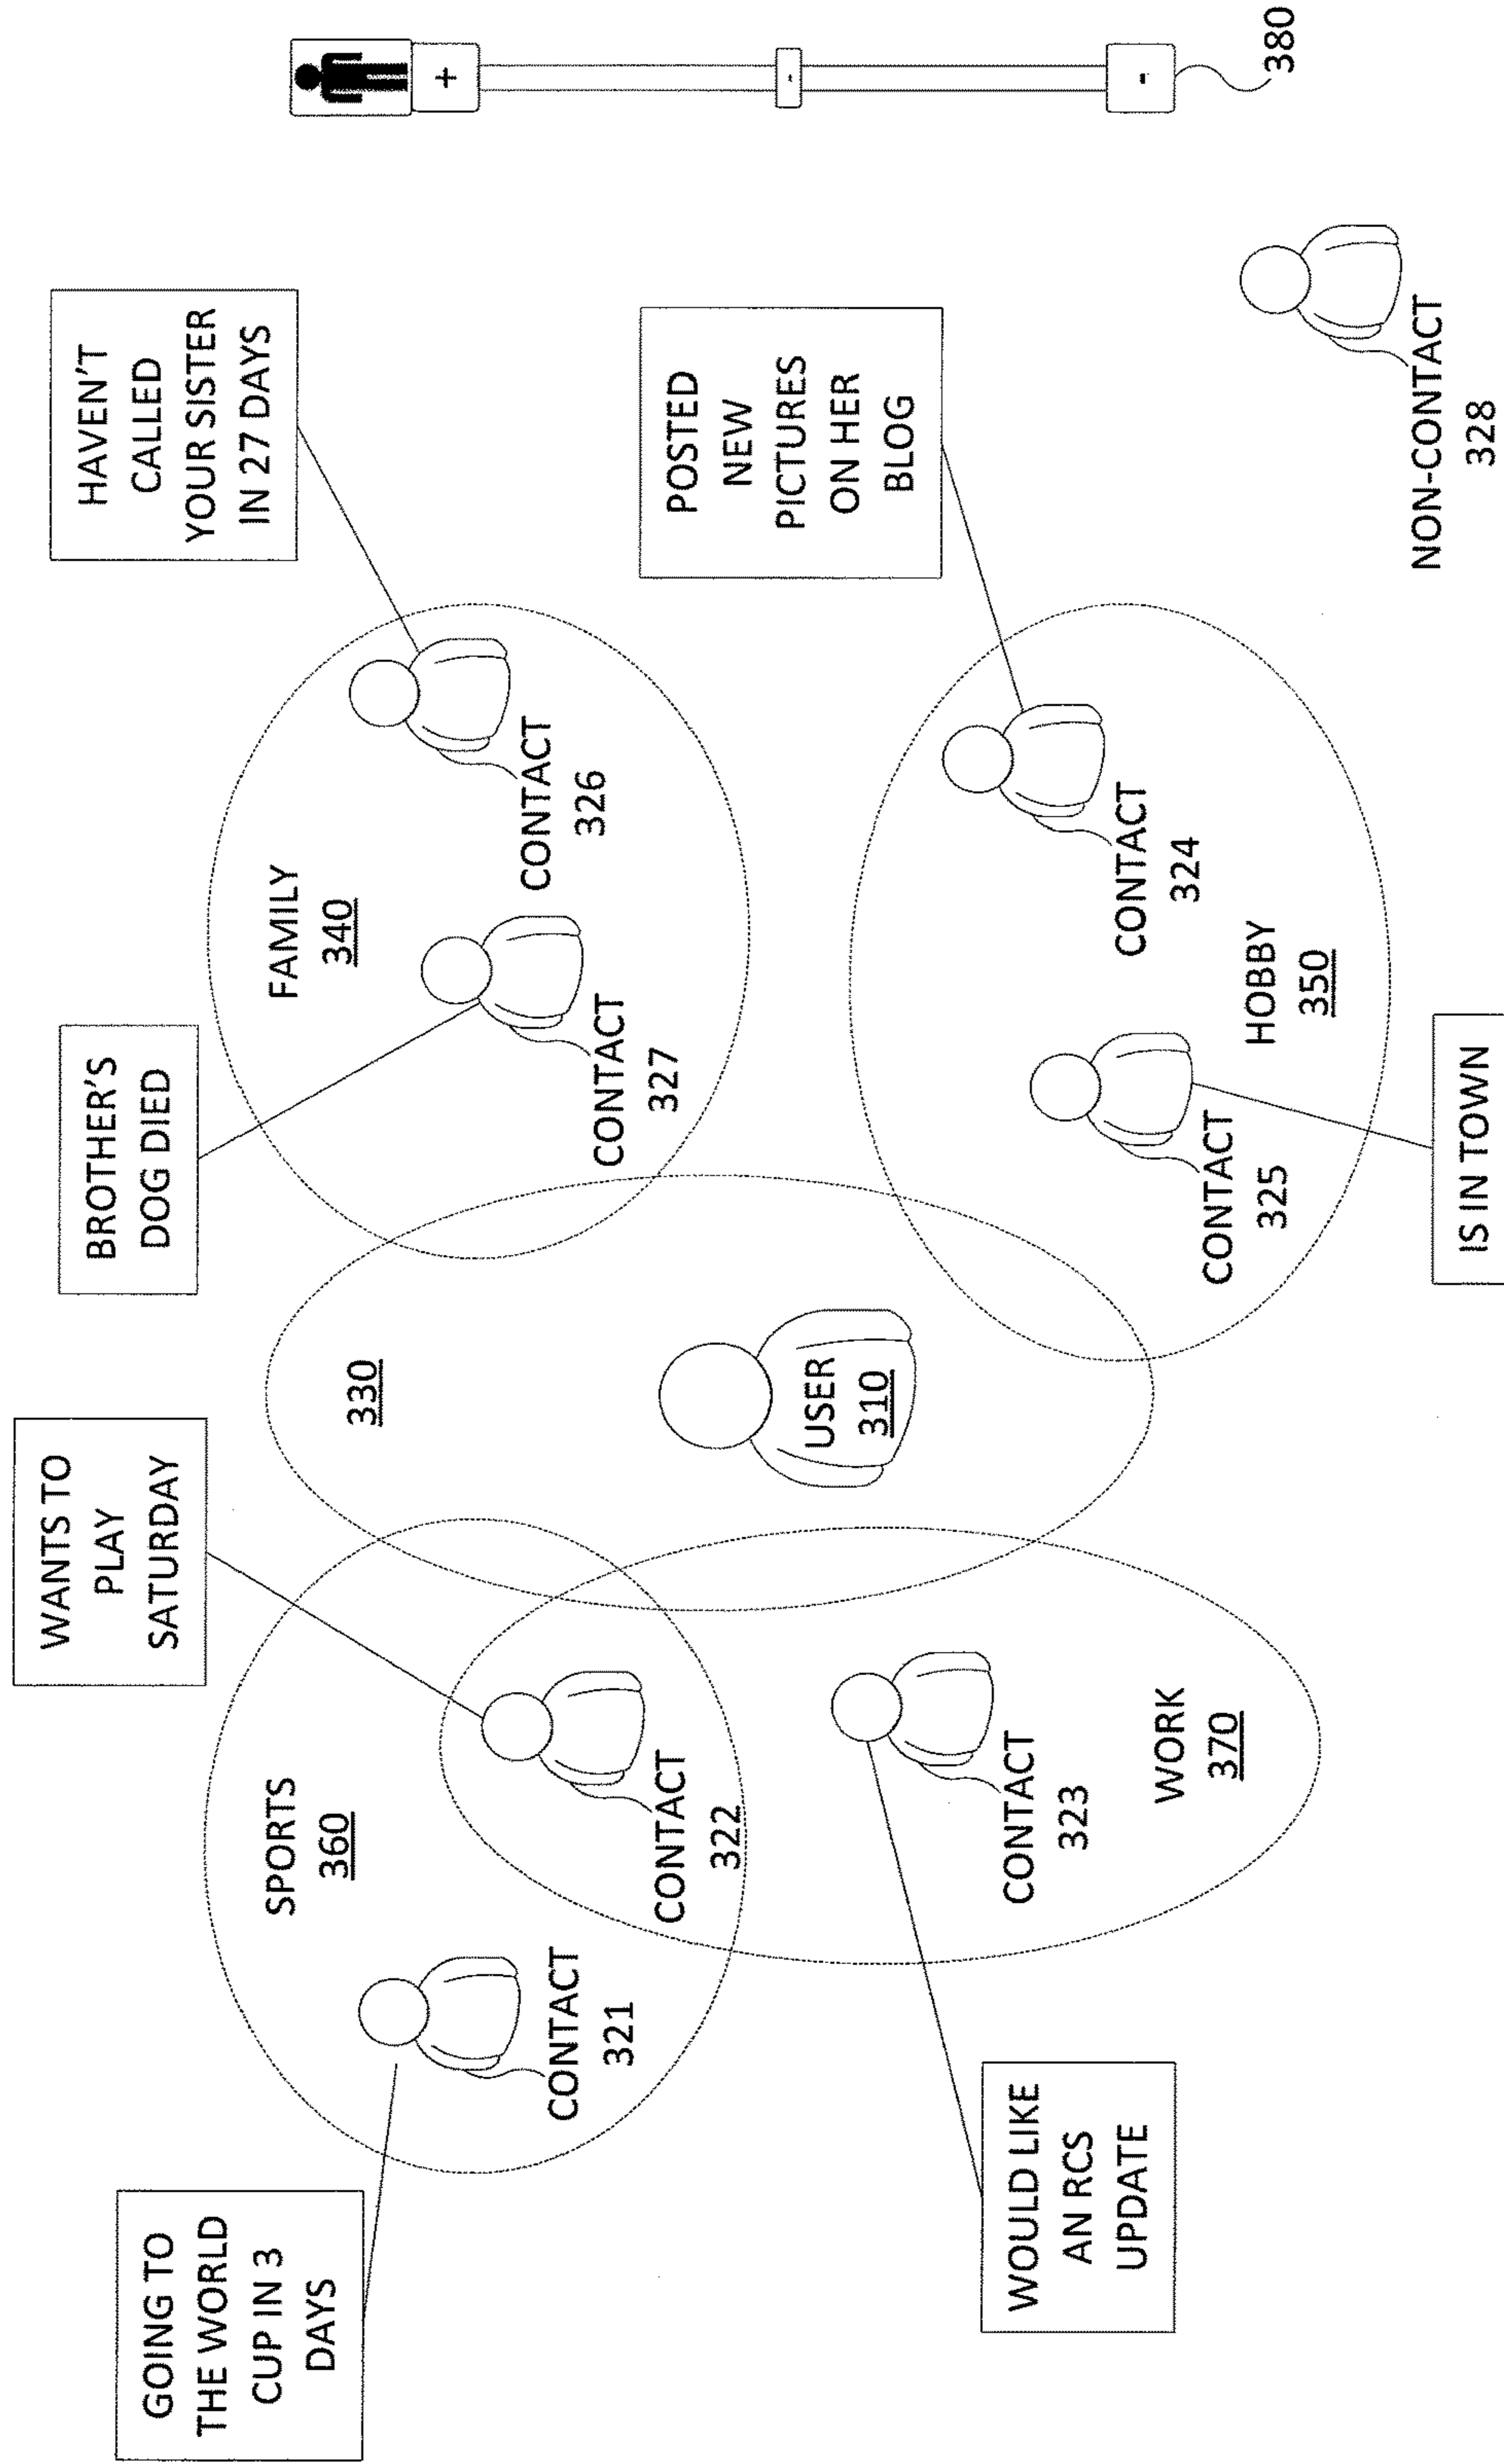 GOING TO
THE WORLD
CUP IN 3
DAYS
WANTS TO
PLAY
SATURDAY
BROTHER'S
DOG DIED
HAVEN'T
CALLED
YOUR SISTER
IN 27 DAYS
SPORTS
360
CONTACT
321
CONTACT
322
330
USER
310
FAMILY
340
CONTACT
327
CONTACT
326
POSTED
NEW
PICTURES
ON HER
BLOG
+
-
-
380
WOULD LIKE
AN RCS
UPDATE
CONTACT
323
WORK
370
CONTACT
325
CONTACT
324
HOBBY
350
IS IN TOWN
NON-CONTACT
328